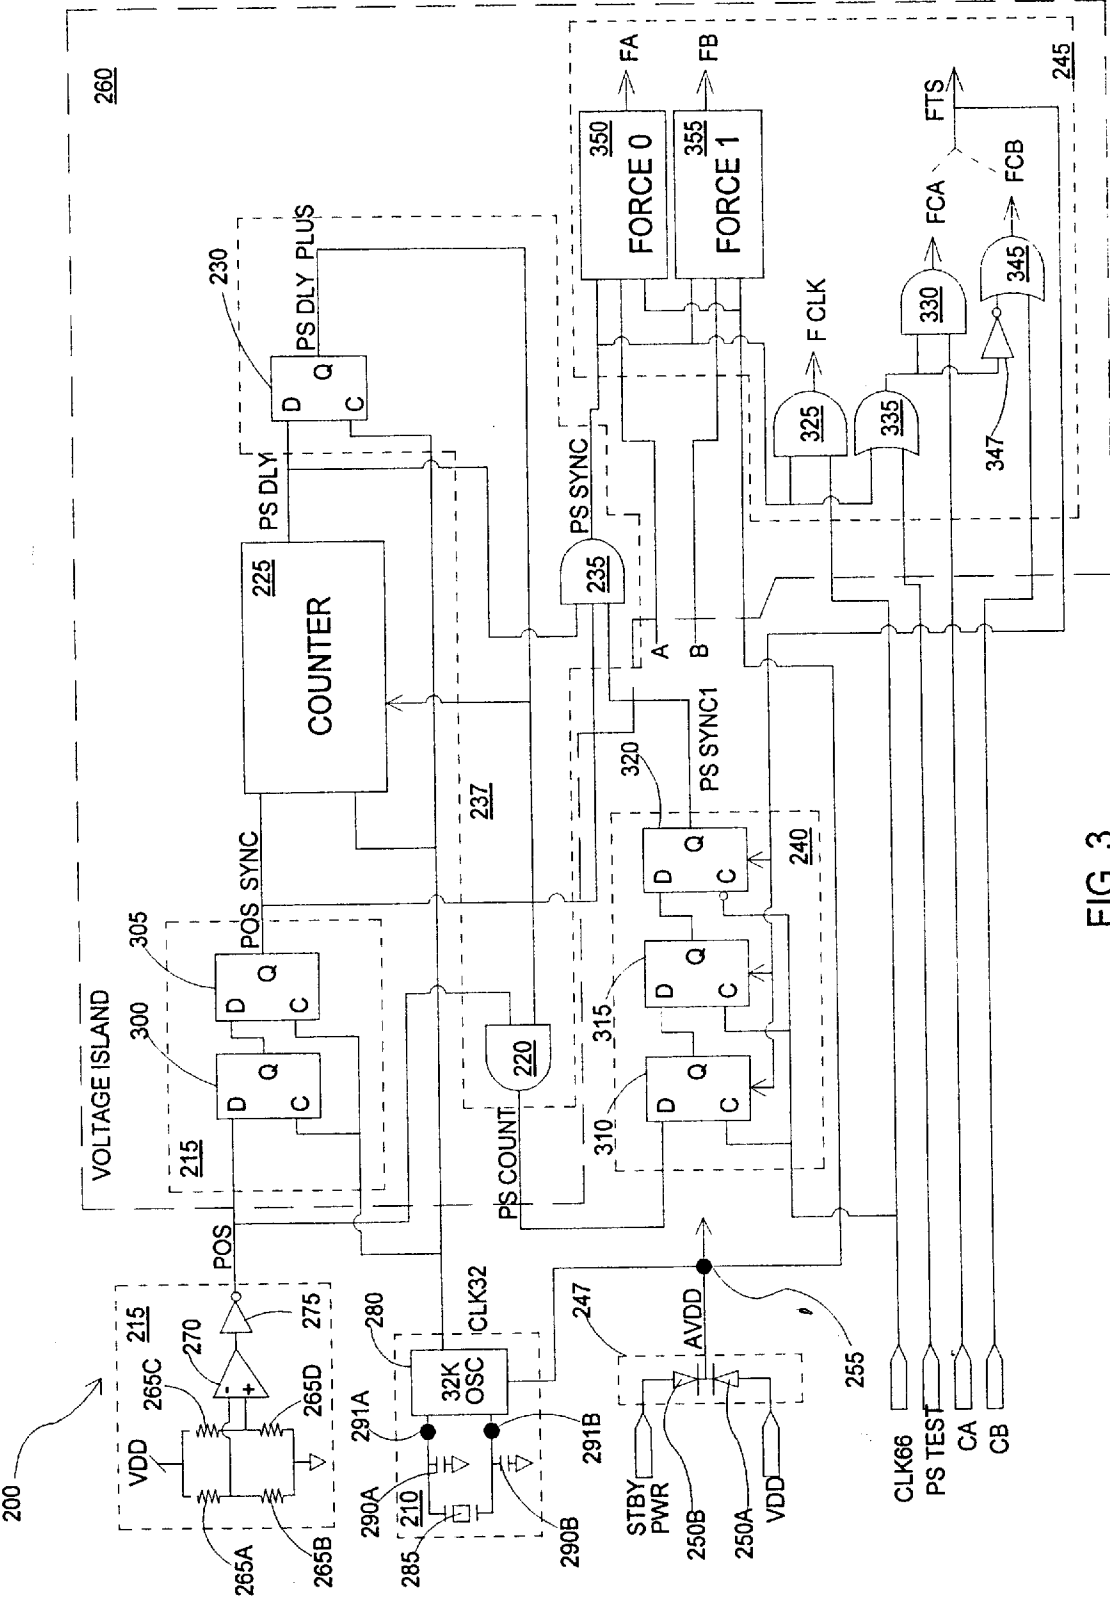 200
VDD
215
265C
270
275
265A
265B
265D
POS
VOLTAGE ISLAND
260
215
300
305
D
Q
C
D
Q
C
POS SYNC
225
COUNTER
PS DLY
230
D
Q
C
PS DLY PLUS
237
220
PS COUNT
235
PS SYNC
CLK32
280
32K
OSC
291A
291B
290A
290B
210
285
310
315
320
D
Q
C
D
Q
C
D
Q
C
240
PS SYNC1
A
B
350
FORCE 0
FA
355
FORCE 1
FB
245
325
F CLK
335
330
FCA
345
FCB
FTS
347
247
AVDD
255
STBY
PWR
250B
250A
VDD
CLK66
PS TEST
CA
CB
FIG. 3